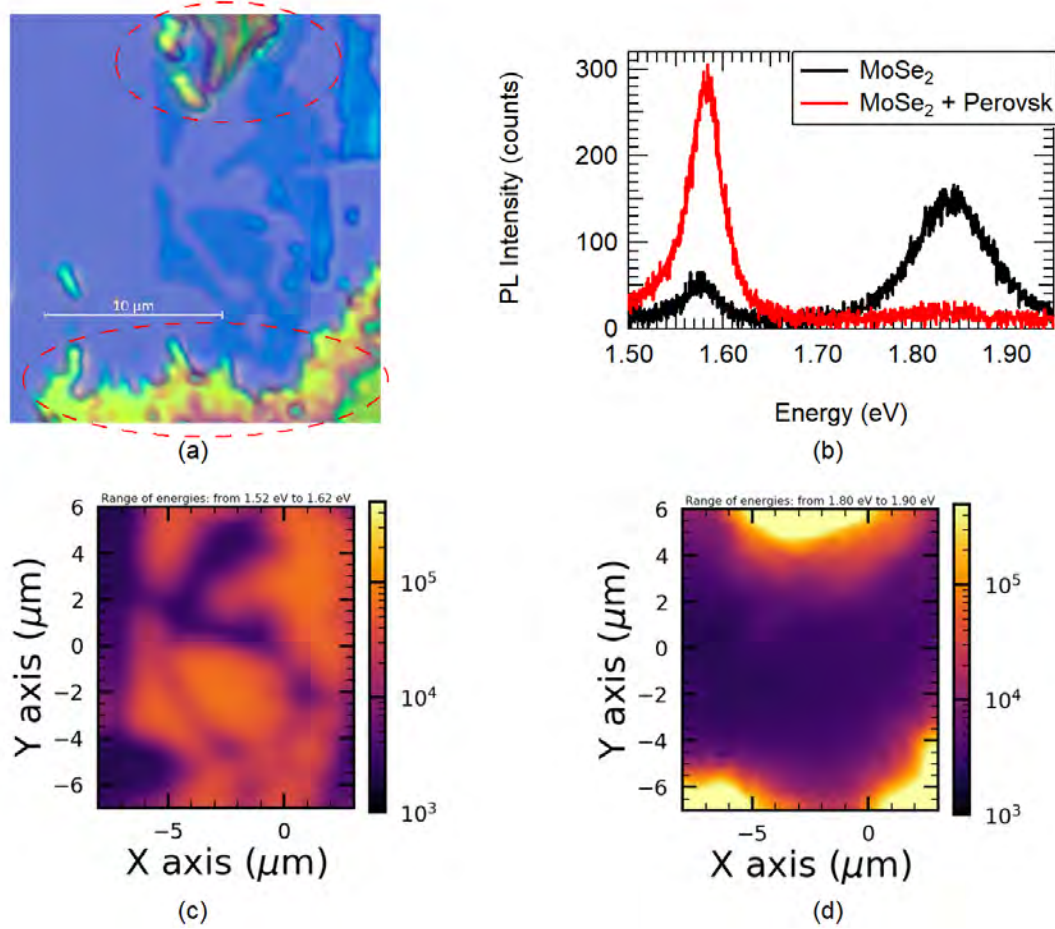 10 μm
(a)
PL Intensity (counts)
300
200
100
0
MoSe2
MoSe2 + Perovsk
1.50
1.60
1.70
1.80
1.90
Energy (eV)
(b)
Range of energies: from 1.52 eV to 1.62 eV
Y axis (μm)
6
4
2
0
−2
−4
−6
−5
0
X axis (μm)
10^5
10^4
10^3
(c)
Range of energies: from 1.80 eV to 1.90 eV
Y axis (μm)
6
4
2
0
−2
−4
−6
−5
0
X axis (μm)
10^5
10^4
10^3
(d)